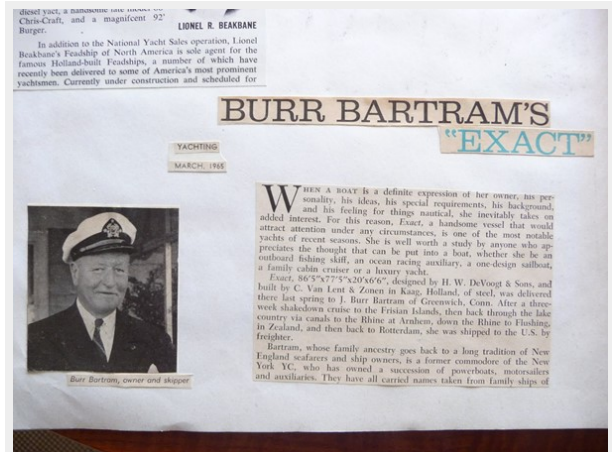 diesel yacht, a handsome late model 60'
Chris-Craft, and a magnifcent 92'
Burger.
LIONEL R. BEAKBANE
In addition to the National Yacht Sales operation, Lionel
Beakbane's Feadship of North America is sole agent for the
famous Holland-built Feadships, a number of which have
recently been delivered to some of America's most prominent
yachtsmen. Currently under construction and scheduled for
BURR BARTRAM'S
"EXACT"
YACHTING
MARCH, 1965
WHEN A BOAT is a definite expression of her owner, his per-
sonality, his ideas, his special requirements, his background,
and his feeling for things nautical, she inevitably takes on
added interest. For this reason, Exact, a handsome vessel that would
attract attention under any circumstances, is one of the most notable
yachts of recent seasons. She is well worth a study by anyone who ap-
preciates the thought that can be put into a boat, whether she be an
outboard fishing skiff, an ocean racing auxiliary, a one-design sailboat,
a family cabin cruiser or a luxury yacht.
Exact, 86'5"x77'5"x20'x6'6", designed by H. W. DeVoogt & Sons, and
built by C. Van Lent & Zonen in Kaag, Holland, of steel, was delivered
there last spring to J. Burr Bartram of Greenwich, Conn. After a three-
week shakedown cruise to the Frisian Islands, then back through the lake
country via canals to the Rhine at Arnhem, down the Rhine to Flushing,
in Zealand, and then back to Rotterdam, she was shipped to the U.S. by
freighter.
Bartram, whose family ancestry goes back to a long tradition of New
England seafarers and ship owners, is a former commodore of the New
York YC, who has owned a succession of powerboats, motorsailers
and auxiliaries. They have all carried names taken from family ships of
Burr Bartram, owner and skipper